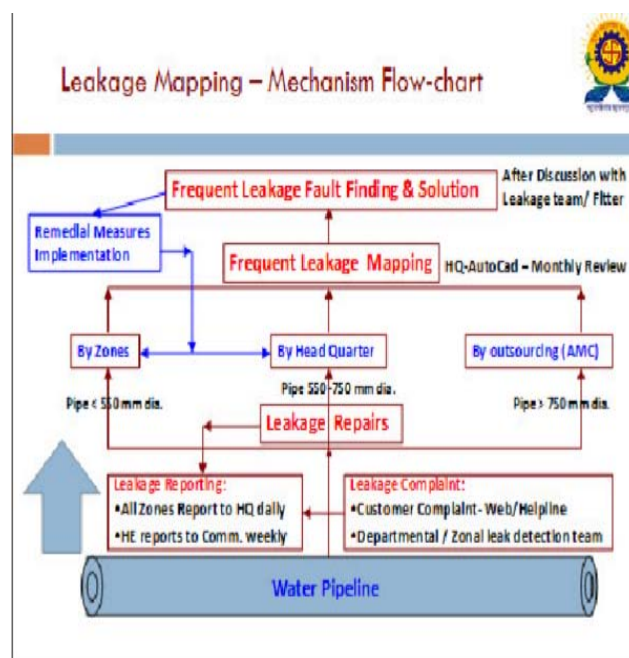 Leakage Mapping – Mechanism Flow-chart
Frequent Leakage Fault Finding & Solution
After Discussion with
Leakage team/ Fitter
Remedial Measures
Implementation
Frequent Leakage Mapping
HQ-AutoCad – Monthly Review
By Zones
By Head Quarter
By outsourcing (AMC)
Pipe < 550 mm dia.
Pipe 550-750 mm dia.
Pipe > 750 mm dia.
Leakage Repairs
Leakage Reporting:
•All Zones Report to HQ daily
•HE reports to Comm. weekly
Leakage Complaint:
•Customer Complaint- Web/Helpline
•Departmental / Zonal leak detection team
Water Pipeline